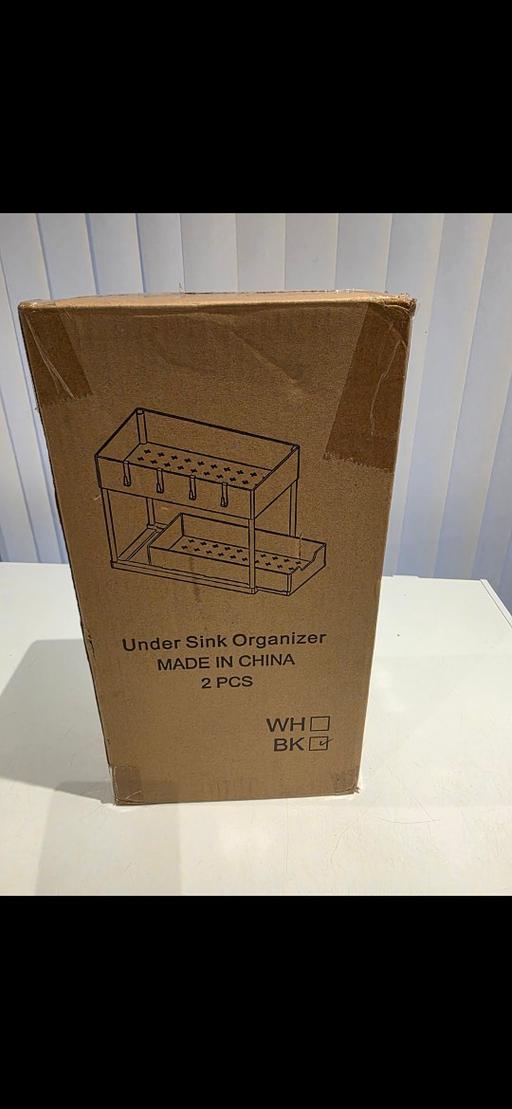 Under Sink Organizer
MADE IN CHINA
2 PCS
WH
BK